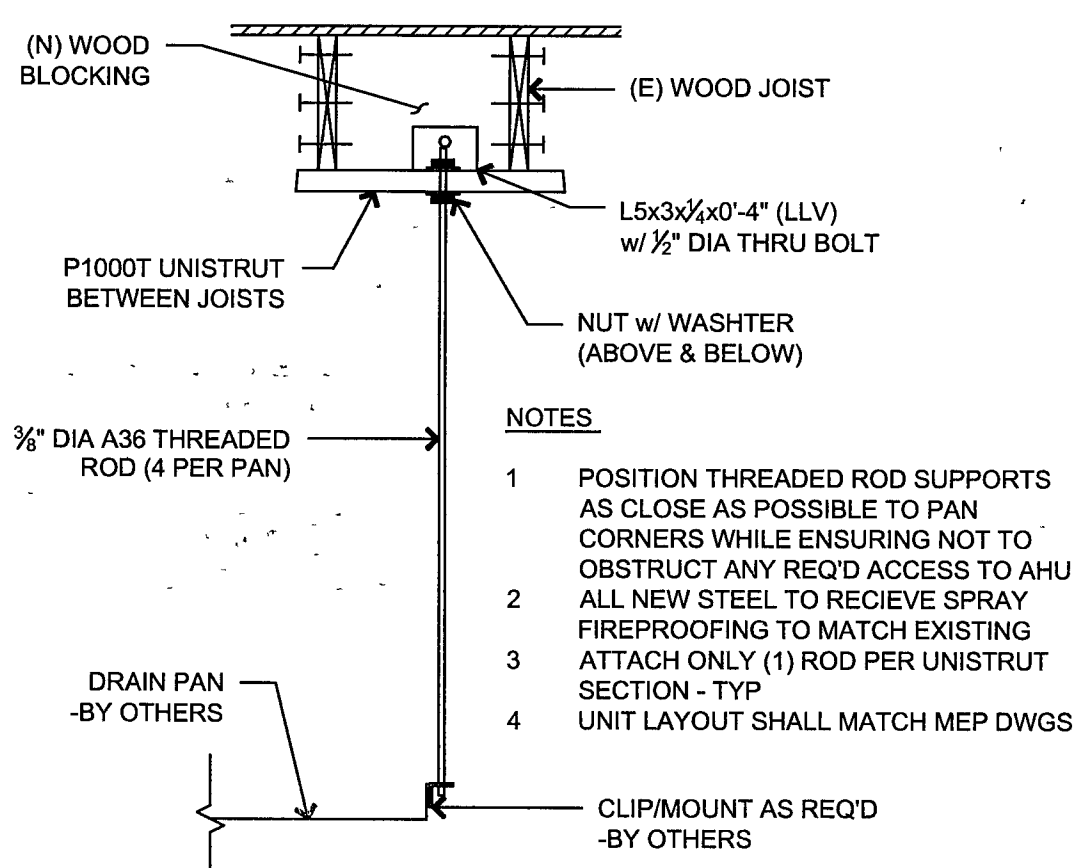 (N) WOOD
BLOCKING
(E) WOOD JOIST
L5x3x¼x0'-4" (LLV)
w/ ½" DIA THRU BOLT
P1000T UNISTRUT
BETWEEN JOISTS
NUT w/ WASHTER
(ABOVE & BELOW)
⅜" DIA A36 THREADED
ROD (4 PER PAN)
NOTES
1 POSITION THREADED ROD SUPPORTS
AS CLOSE AS POSSIBLE TO PAN
CORNERS WHILE ENSURING NOT TO
OBSTRUCT ANY REQ'D ACCESS TO AHU
2 ALL NEW STEEL TO RECIEVE SPRAY
FIREPROOFING TO MATCH EXISTING
3 ATTACH ONLY (1) ROD PER UNISTRUT
SECTION - TYP
4 UNIT LAYOUT SHALL MATCH MEP DWGS
DRAIN PAN
-BY OTHERS
CLIP/MOUNT AS REQ'D
-BY OTHERS